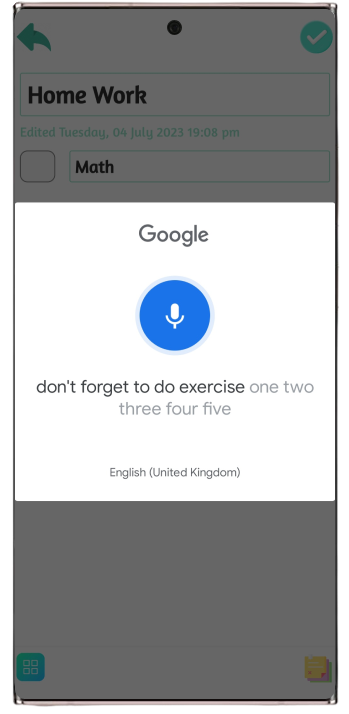 Home Work
Edited Tuesday, 04 July 2023 19:08 pm
Math
Google
don't forget to do exercise one two
three four five
English (United Kingdom)